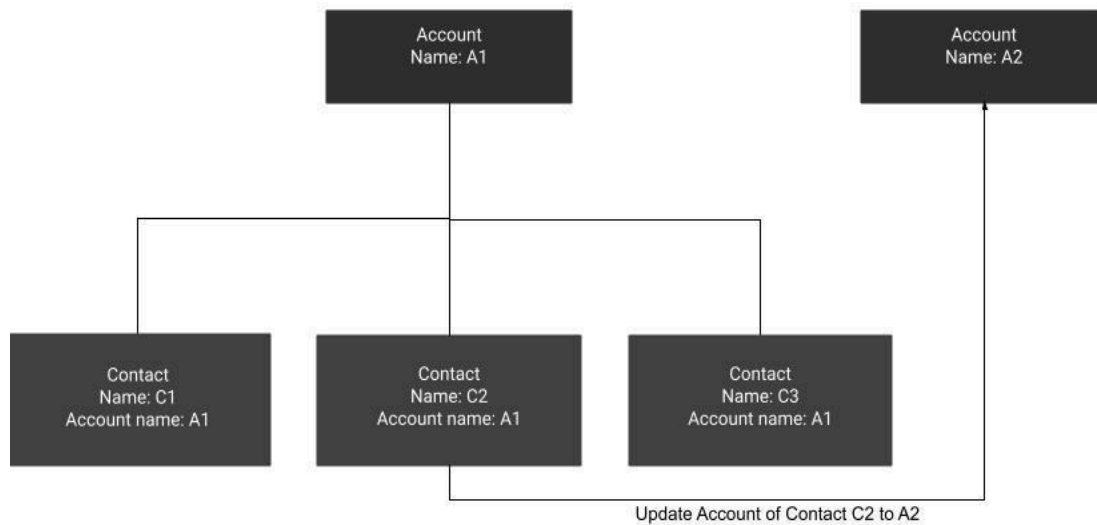 Account
Name: A1
Account
Name: A2
Contact
Name: C1
Account name: A1
Contact
Name: C2
Account name: A1
Contact
Name: C3
Account name: A1
Update Account of Contact C2 to A2